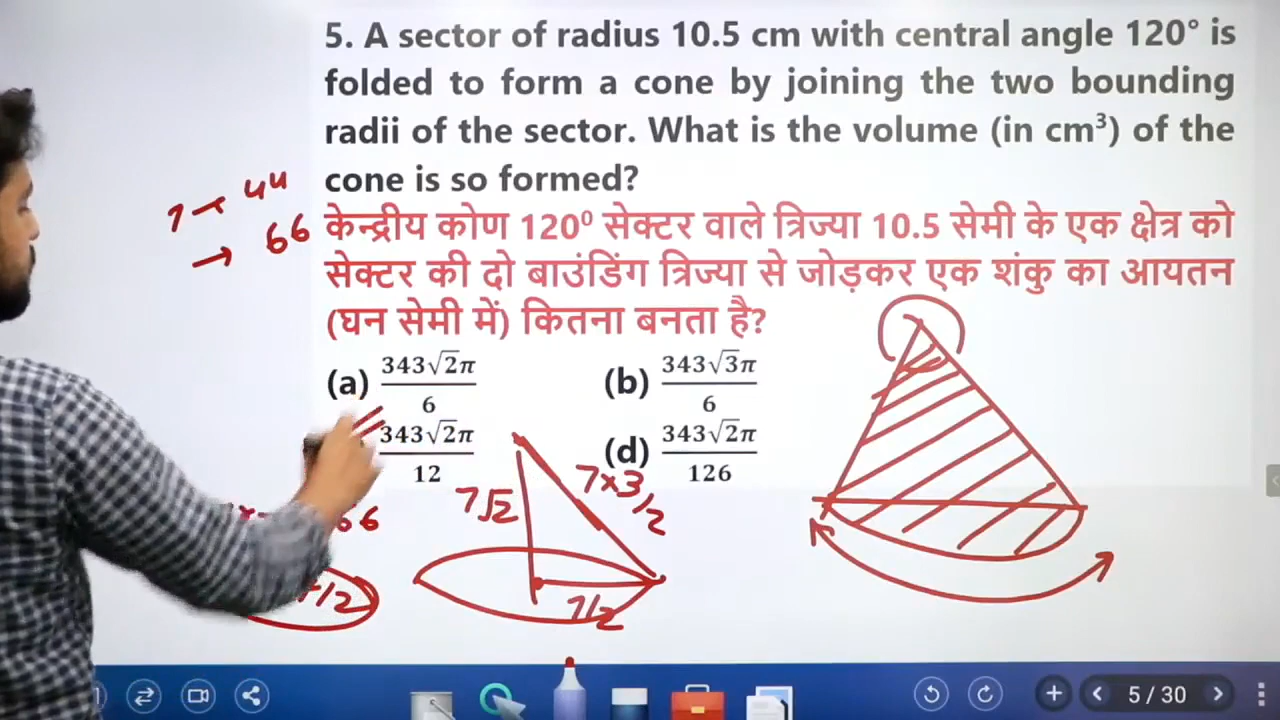 5. A sector of radius 10.5 cm with central angle 120° is
folded to form a cone by joining the two bounding
radii of the sector. What is the volume (in cm³) of the
cone is so formed?
केन्द्रीय कोण 120⁰ सेक्टर वाले त्रिज्या 10.5 सेमी के एक क्षेत्र को
सेक्टर की दो बाउंडिंग त्रिज्या से जोड़कर एक शंकु का आयतन
(घन सेमी में) कितना बनता है?
7 → 44
→ 66
(a) 343√2π/6 (b) 343√3π/6
343√2π/12 (d) 343√2π/126
7√2
7×3/2
7/2
66
5 / 30